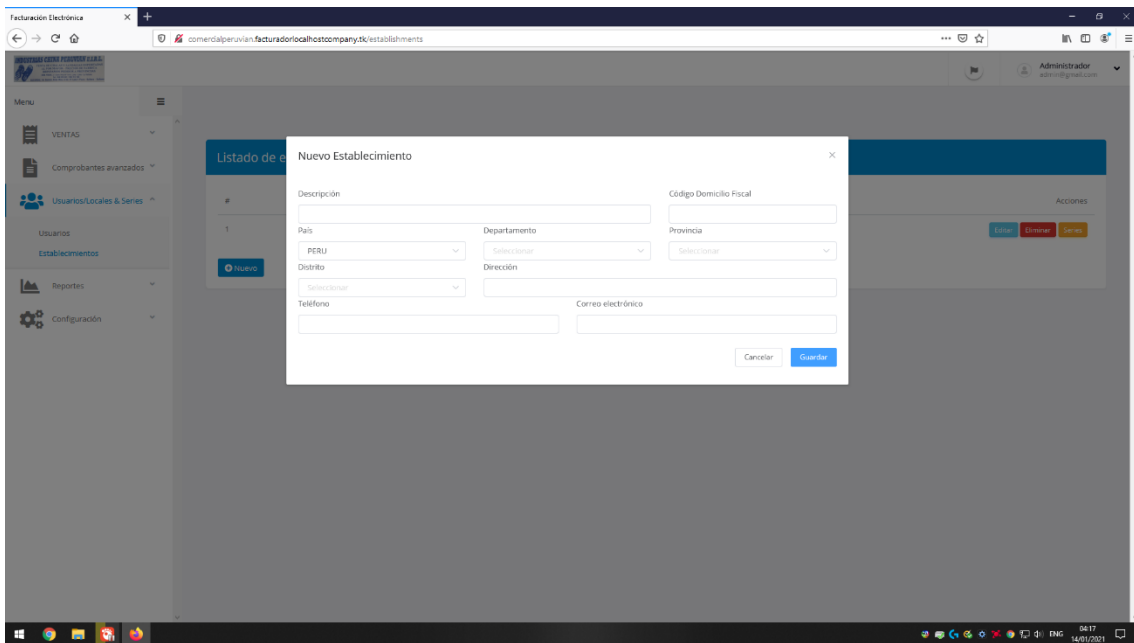 Facturación Electrónica
comercialperuvian.facturadorlocalhostcompany.tk/establishments
Administrador
admin@gmail.com
Menu
VENTAS
Comprobantes avanzados
Usuarios/Locales & Series
Usuarios
Establecimientos
Reportes
Configuración
Listado de e
#
Acciones
1
Editar Eliminar Series
Nuevo
Nuevo Establecimiento
Descripción Código Domicilio Fiscal
País Departamento Provincia
PERU Seleccionar Seleccionar
Distrito Dirección
Seleccionar
Teléfono Correo electrónico
Cancelar Guardar
ENG
04:17
14/01/2021